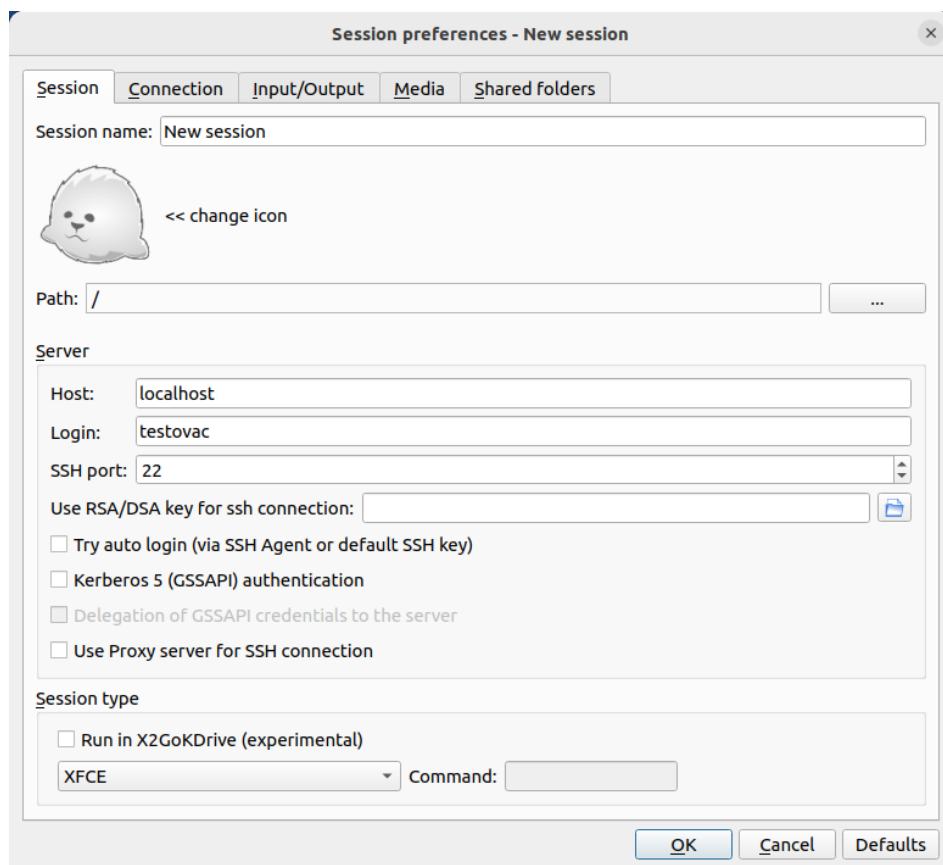 Session preferences - New session
Session Connection Input/Output Media Shared folders
Session name: New session
<< change icon
Path: / ...
Server
Host: localhost
Login: testovac
SSH port: 22
Use RSA/DSA key for ssh connection:
Try auto login (via SSH Agent or default SSH key)
Kerberos 5 (GSSAPI) authentication
Delegation of GSSAPI credentials to the server
Use Proxy server for SSH connection
Session type
Run in X2GoKDrive (experimental)
XFCE Command:
OK Cancel Defaults